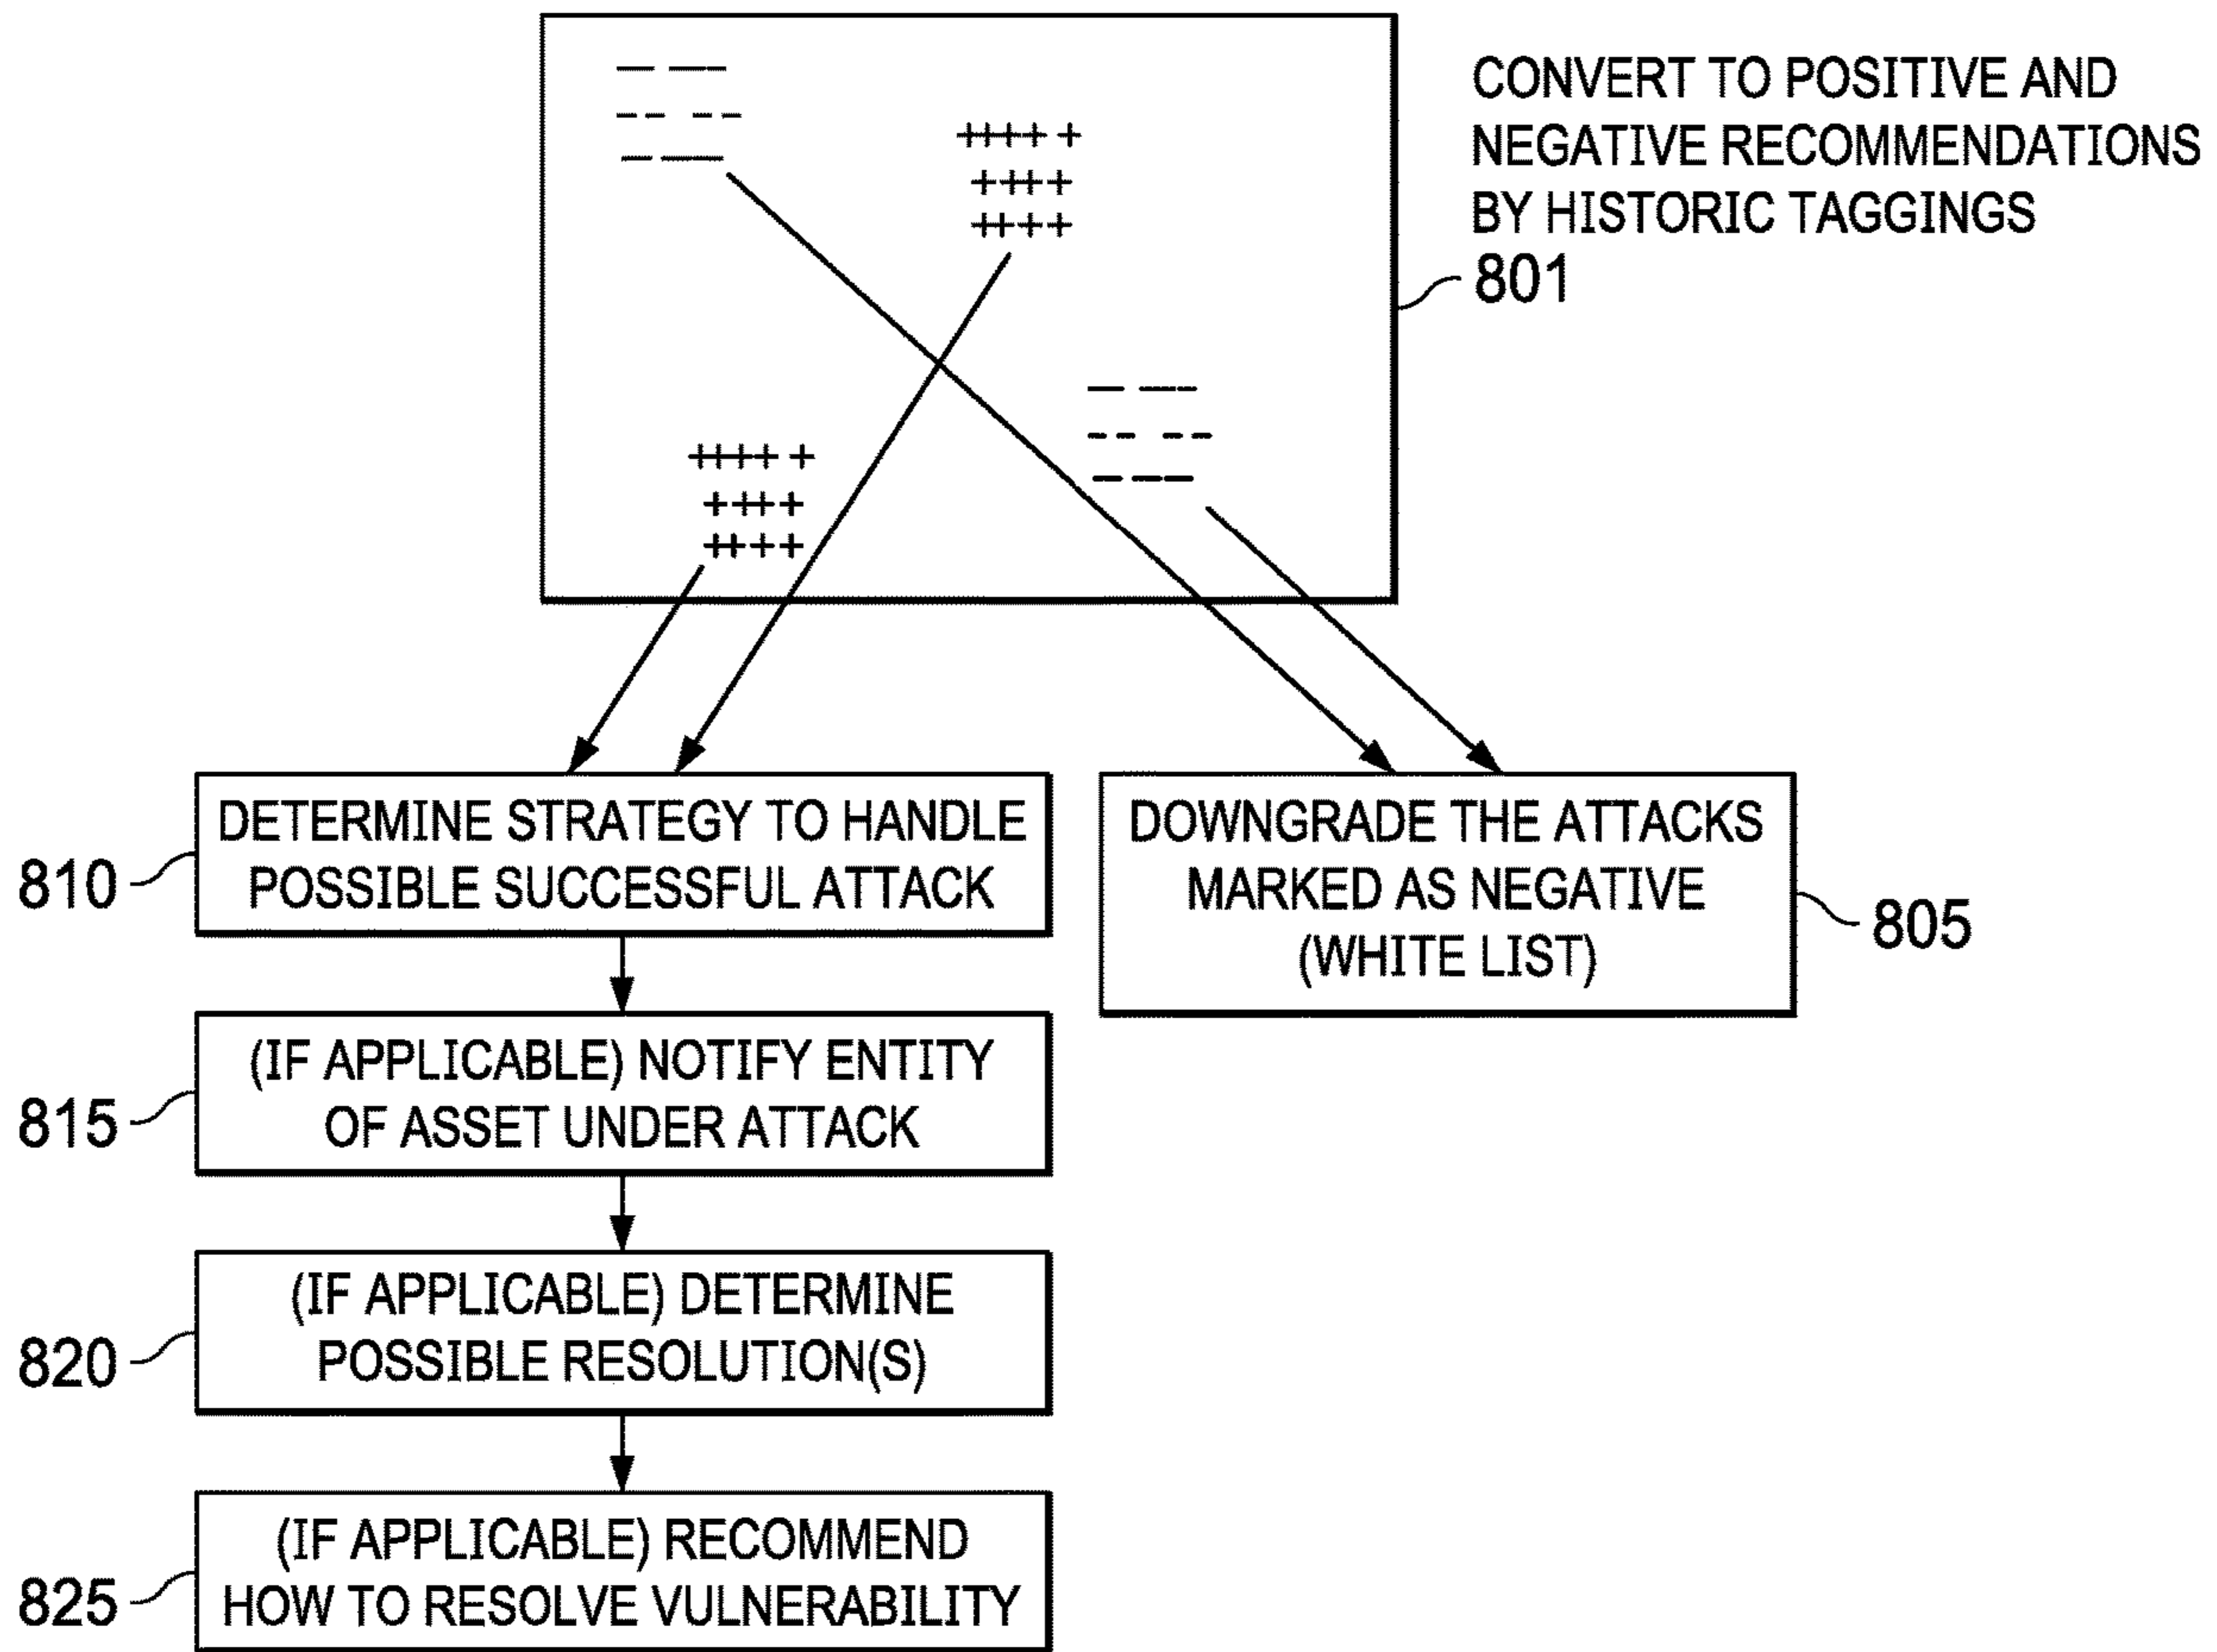 CONVERT TO POSITIVE AND
NEGATIVE RECOMMENDATIONS
BY HISTORIC TAGGINGS
801
-- ---
-- --
- ---
+++++ +
++++
++++
-- ---
-- --
-- ---
+++++ +
++++
++++
DETERMINE STRATEGY TO HANDLE
POSSIBLE SUCCESSFUL ATTACK
810
DOWNGRADE THE ATTACKS
MARKED AS NEGATIVE
(WHITE LIST)
805
(IF APPLICABLE) NOTIFY ENTITY
OF ASSET UNDER ATTACK
815
(IF APPLICABLE) DETERMINE
POSSIBLE RESOLUTION(S)
820
(IF APPLICABLE) RECOMMEND
HOW TO RESOLVE VULNERABILITY
825